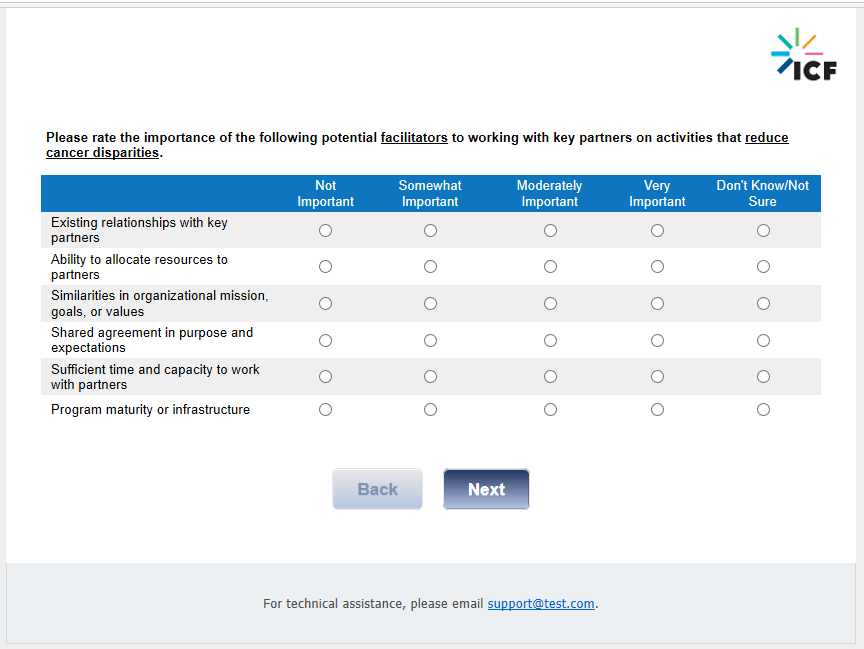 ICF
Please rate the importance of the following potential facilitators to working with key partners on activities that reduce
cancer disparities.
Not Important
Somewhat Important
Moderately Important
Very Important
Don't Know/Not Sure
Existing relationships with key
partners
Ability to allocate resources to
partners
Similarities in organizational mission,
goals, or values
Shared agreement in purpose and
expectations
Sufficient time and capacity to work
with partners
Program maturity or infrastructure
Back
Next
For technical assistance, please email support@test.com.